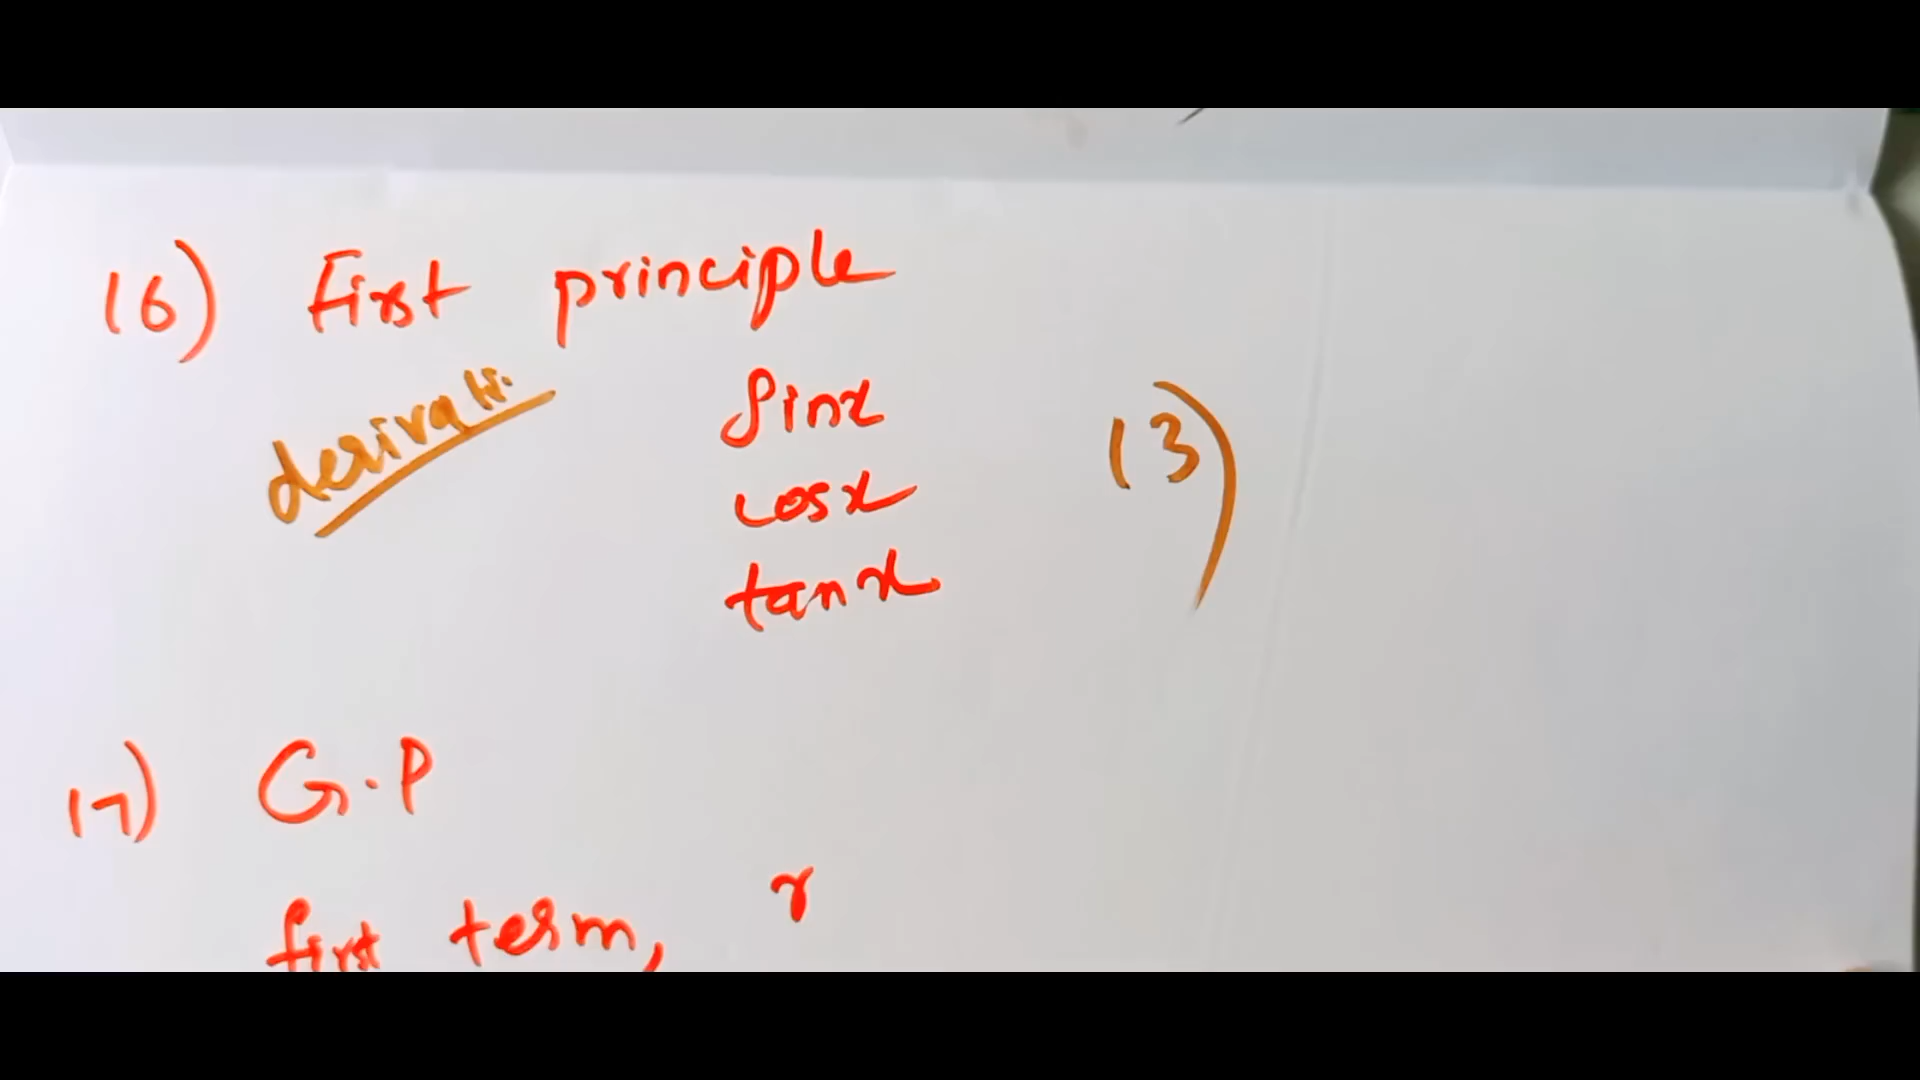 16) First principle
derivati.
sinx
cosx
tanx
13)
17) G.P
first term, r